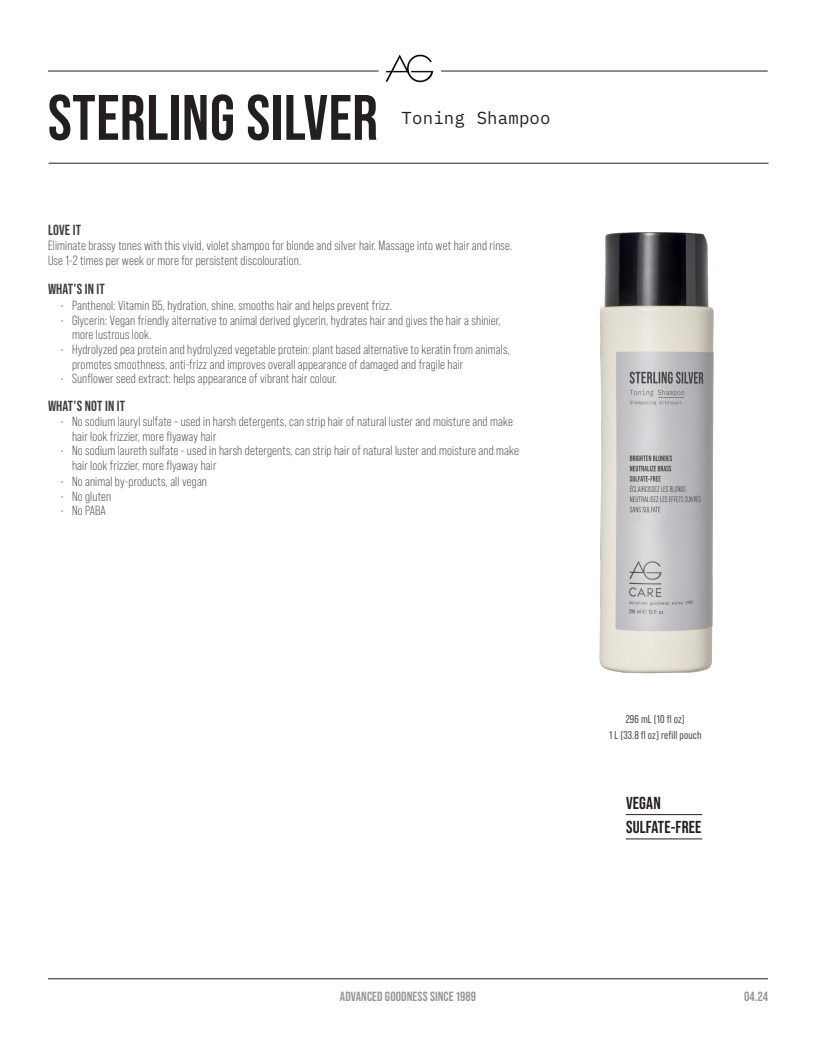 AG
STERLING SILVER Toning Shampoo
LOVE IT
Eliminate brassy tones with this vivid, violet shampoo for blonde and silver hair. Massage into wet hair and rinse.
Use 1-2 times per week or more for persistent discolouration.
WHAT'S IN IT
· Panthenol: Vitamin B5, hydration, shine, smooths hair and helps prevent frizz.
· Glycerin: Vegan friendly alternative to animal derived glycerin, hydrates hair and gives the hair a shinier,
more lustrous look.
· Hydrolyzed pea protein and hydrolyzed vegetable protein: plant based alternative to keratin from animals,
promotes smoothness, anti-frizz and improves overall appearance of damaged and fragile hair
· Sunflower seed extract: helps appearance of vibrant hair colour.
WHAT'S NOT IN IT
· No sodium lauryl sulfate – used in harsh detergents, can strip hair of natural luster and moisture and make
hair look frizzier, more flyaway hair
· No sodium laureth sulfate - used in harsh detergents, can strip hair of natural luster and moisture and make
hair look frizzier, more flyaway hair
· No animal by-products, all vegan
· No gluten
· No PABA
STERLING SILVER
Toning Shampoo
Shampooing attenuant
BRIGHTEN BLONDES
NEUTRALIZE BRASS
SULFATE-FREE
ÉCLAIRCISSEZ LES BLONDS
NEUTRALISEZ LES EFFETS CUIVRÉS
SANS SULFATE
AG
CARE
advanced goodness since 1989
296 ml ℮ 10 fl. oz.
296 mL (10 fl oz)
1 L (33.8 fl oz) refill pouch
VEGAN
SULFATE-FREE
ADVANCED GOODNESS SINCE 1989
04.24